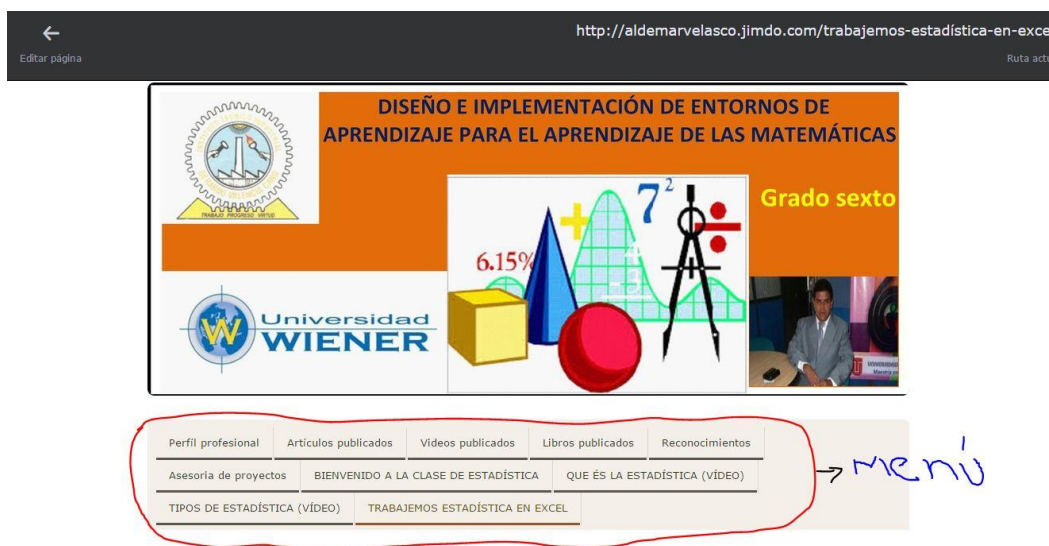 http://aldemarvelasco.jimdo.com/trabajemos-estadística-en-exce
Editar página
Ruta actu
DISEÑO E IMPLEMENTACIÓN DE ENTORNOS DE
APRENDIZAJE PARA EL APRENDIZAJE DE LAS MATEMÁTICAS
Grado sexto
7²
6.15%
TRABAJO PROGRESO VIRTUD
Universidad
WIENER
Perfíl profesional Artículos publicados Videos publicados Libros publicados Reconocimientos
Asesoria de proyectos BIENVENIDO A LA CLASE DE ESTADÍSTICA QUE ÉS LA ESTADÍSTICA (VÍDEO)
TIPOS DE ESTADÍSTICA (VÍDEO) TRABAJEMOS ESTADÍSTICA EN EXCEL
→ menú